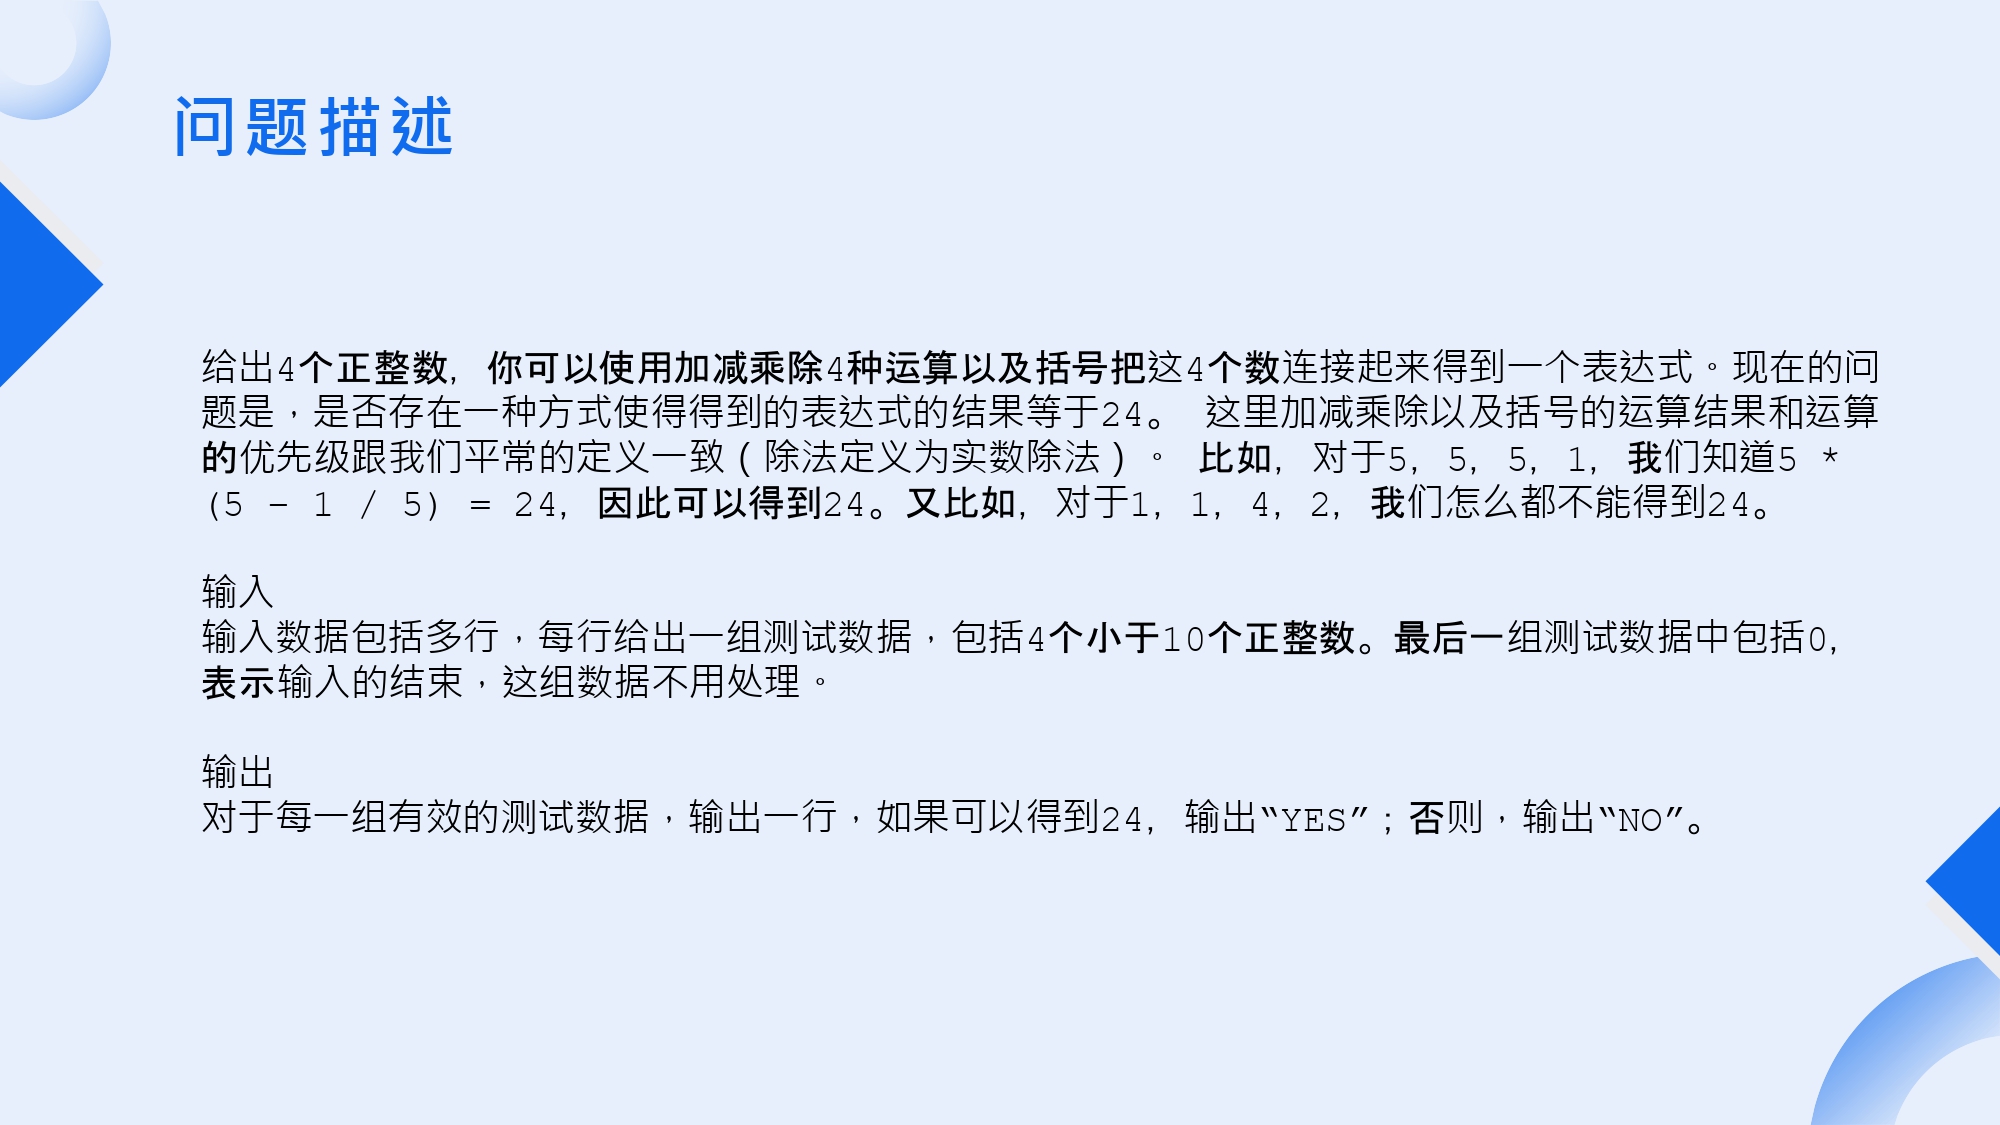 问题描述
给出4个正整数, 你可以使用加减乘除4种运算以及括号把这4个数连接起来得到一个表达式。现在的问
题是，是否存在一种方式使得得到的表达式的结果等于24。 这里加减乘除以及括号的运算结果和运算
的优先级跟我们平常的定义一致（除法定义为实数除法）。 比如, 对于5, 5, 5, 1, 我们知道5 *
(5 – 1 / 5) = 24, 因此可以得到24。又比如, 对于1, 1, 4, 2, 我们怎么都不能得到24。
输入
输入数据包括多行，每行给出一组测试数据，包括4个小于10个正整数。最后一组测试数据中包括0,
表示输入的结束，这组数据不用处理。
输出
对于每一组有效的测试数据，输出一行，如果可以得到24, 输出“YES”；否则，输出“NO”。